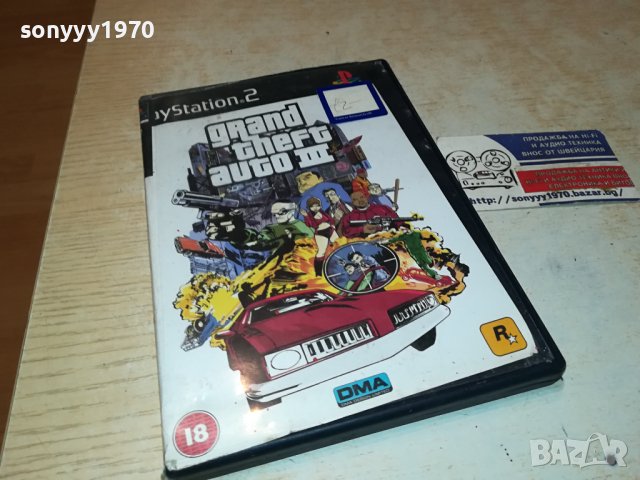 sonyyy1970
PlayStation.2
grand
theft
auto III
ПРОДАЖБА НА HI-FI
И АУДИО ТЕХНИКА
ВНОС ОТ ШВЕЙЦАРИЯ
http://sonyyy1970.bazar.bg/
R
DMA
18
BAZAR